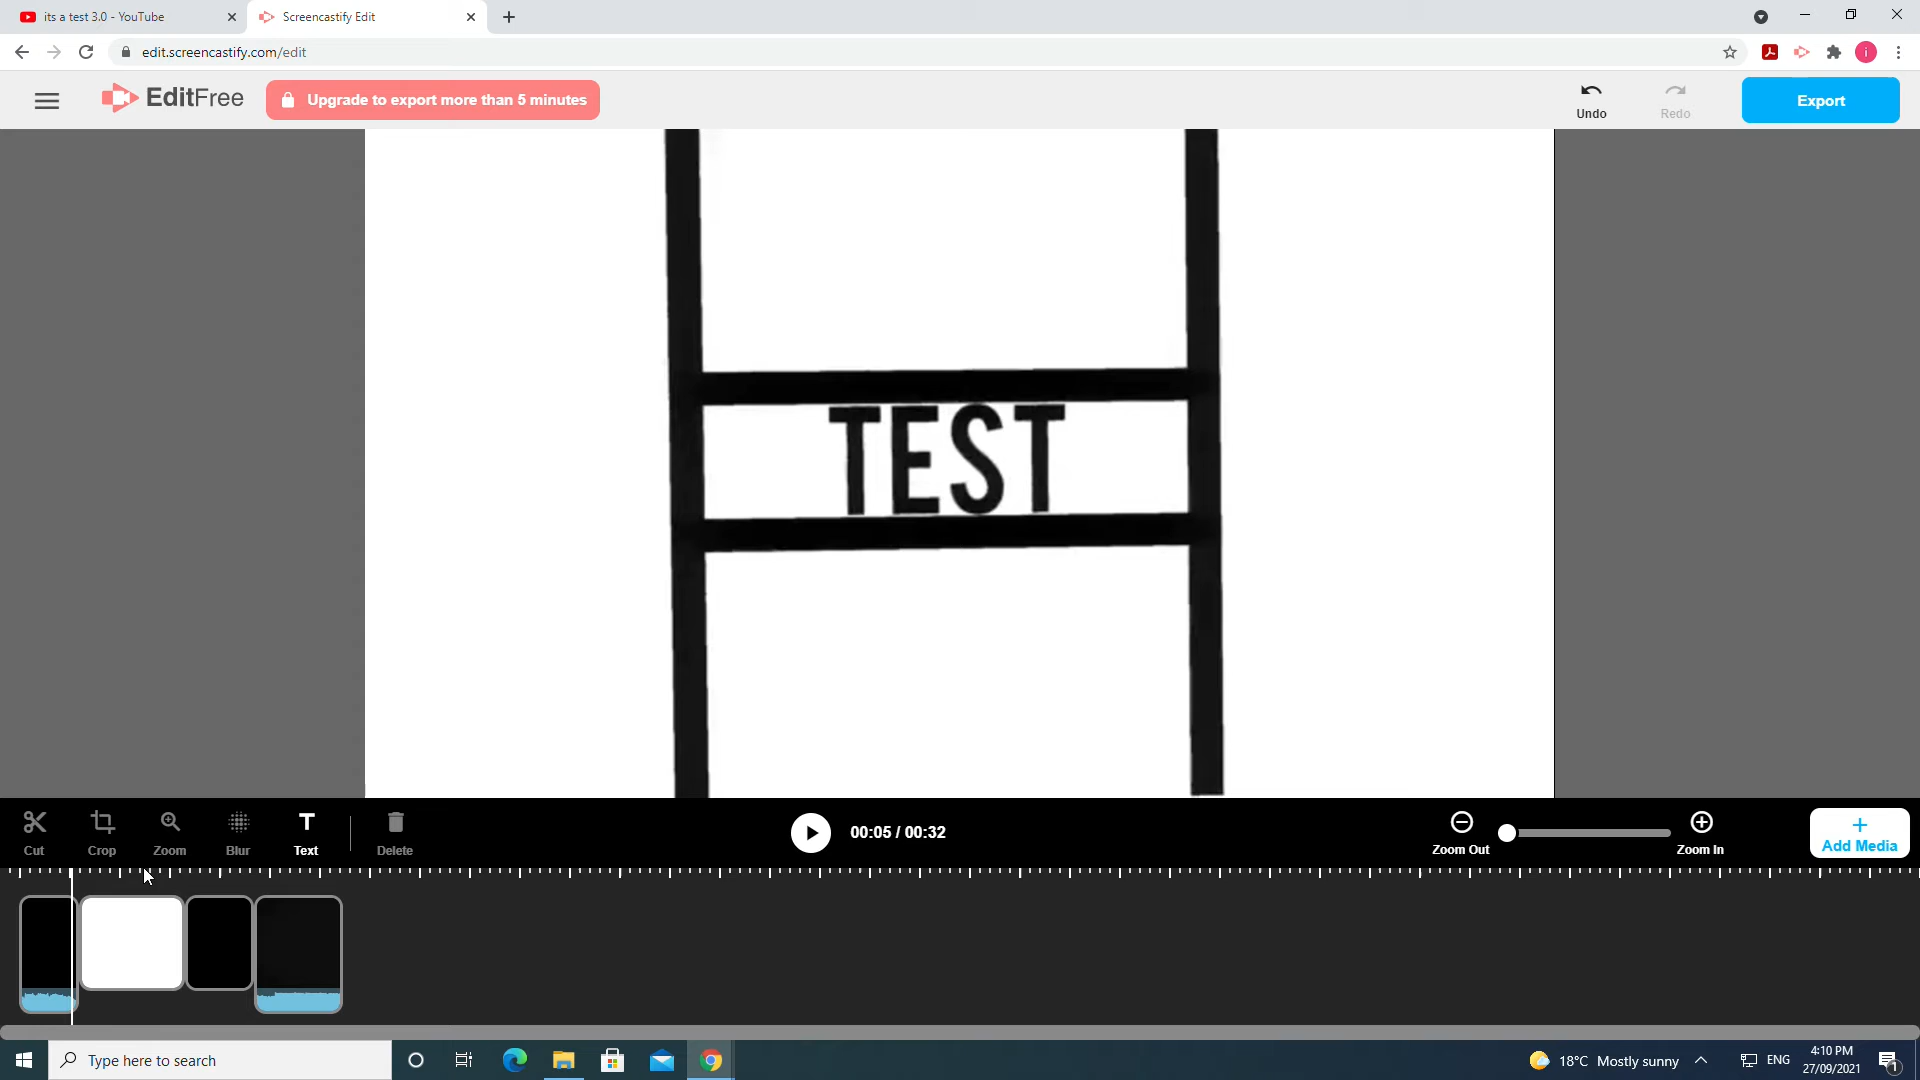 its a test 3.0 - YouTube
Screencastify Edit
edit.screencastify.com/edit
i
EditFree
Upgrade to export more than 5 minutes
Undo
Redo
Export
TEST
Cut
Crop
Zoom
Blur
T
Text
Delete
00:05 / 00:32
Zoom Out
Zoom In
+
Add Media
Type here to search
18°C Mostly sunny
ENG
4:10 PM
27/09/2021
1